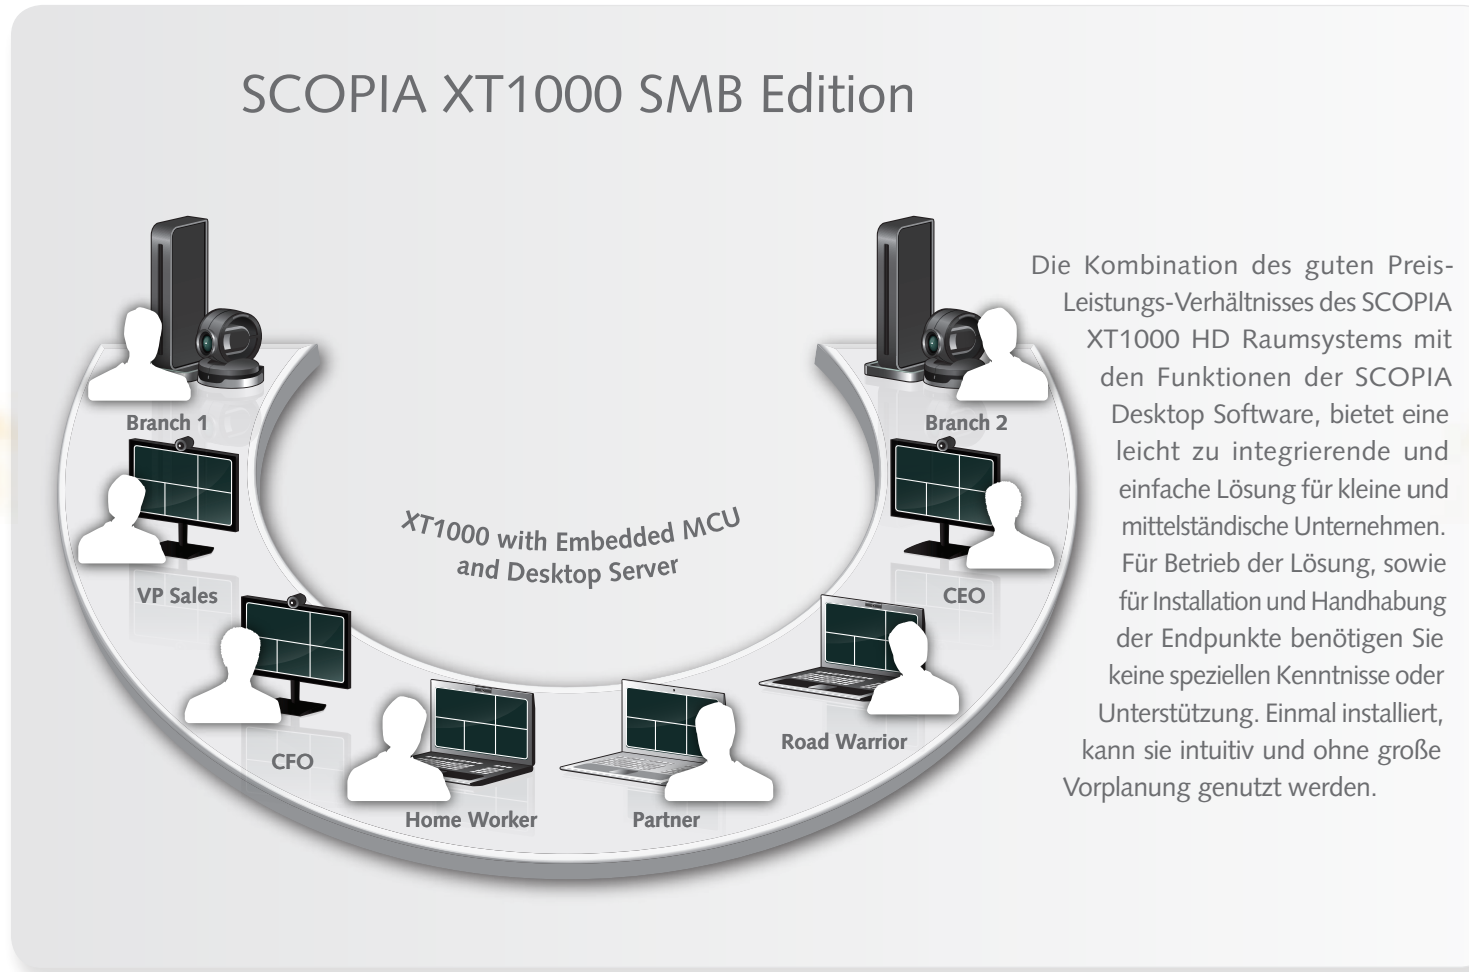 SCOPIA XT1000 SMB Edition
Branch 1
Branch 2
VP Sales
CEO
XT1000 with Embedded MCU
and Desktop Server
CFO
Road Warrior
Home Worker
Partner
Die Kombination des guten Preis-
Leistungs-Verhältnisses des SCOPIA
XT1000 HD Raumsystems mit
den Funktionen der SCOPIA
Desktop Software, bietet eine
leicht zu integrierende und
einfache Lösung für kleine und
mittelständische Unternehmen.
Für Betrieb der Lösung, sowie
für Installation und Handhabung
der Endpunkte benötigen Sie
keine speziellen Kenntnisse oder
Unterstützung. Einmal installiert,
kann sie intuitiv und ohne große
Vorplanung genutzt werden.